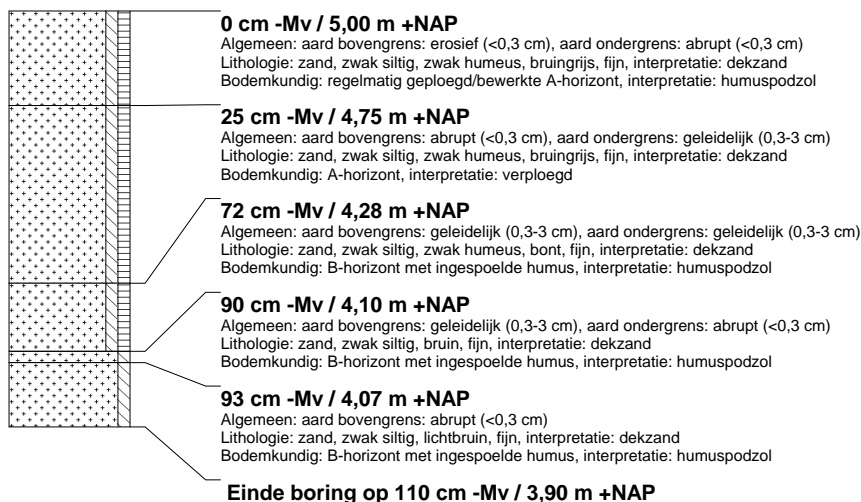 0 cm -Mv / 5,00 m +NAP
Algemeen: aard bovengrens: erosief (<0,3 cm), aard ondergrens: abrupt (<0,3 cm)
Lithologie: zand, zwak siltig, zwak humeus, bruingrijs, fijn, interpretatie: dekzand
Bodemkundig: regelmatig geploegd/bewerkte A-horizont, interpretatie: humuspodzol
25 cm -Mv / 4,75 m +NAP
Algemeen: aard bovengrens: abrupt (<0,3 cm), aard ondergrens: geleidelijk (0,3-3 cm)
Lithologie: zand, zwak siltig, zwak humeus, bruingrijs, fijn, interpretatie: dekzand
Bodemkundig: A-horizont, interpretatie: verploegd
72 cm -Mv / 4,28 m +NAP
Algemeen: aard bovengrens: geleidelijk (0,3-3 cm), aard ondergrens: geleidelijk (0,3-3 cm)
Lithologie: zand, zwak siltig, zwak humeus, bont, fijn, interpretatie: dekzand
Bodemkundig: B-horizont met ingespoelde humus, interpretatie: humuspodzol
90 cm -Mv / 4,10 m +NAP
Algemeen: aard bovengrens: geleidelijk (0,3-3 cm), aard ondergrens: abrupt (<0,3 cm)
Lithologie: zand, zwak siltig, bruin, fijn, interpretatie: dekzand
Bodemkundig: B-horizont met ingespoelde humus, interpretatie: humuspodzol
93 cm -Mv / 4,07 m +NAP
Algemeen: aard bovengrens: abrupt (<0,3 cm)
Lithologie: zand, zwak siltig, lichtbruin, fijn, interpretatie: dekzand
Bodemkundig: B-horizont met ingespoelde humus, interpretatie: humuspodzol
Einde boring op 110 cm -Mv / 3,90 m +NAP